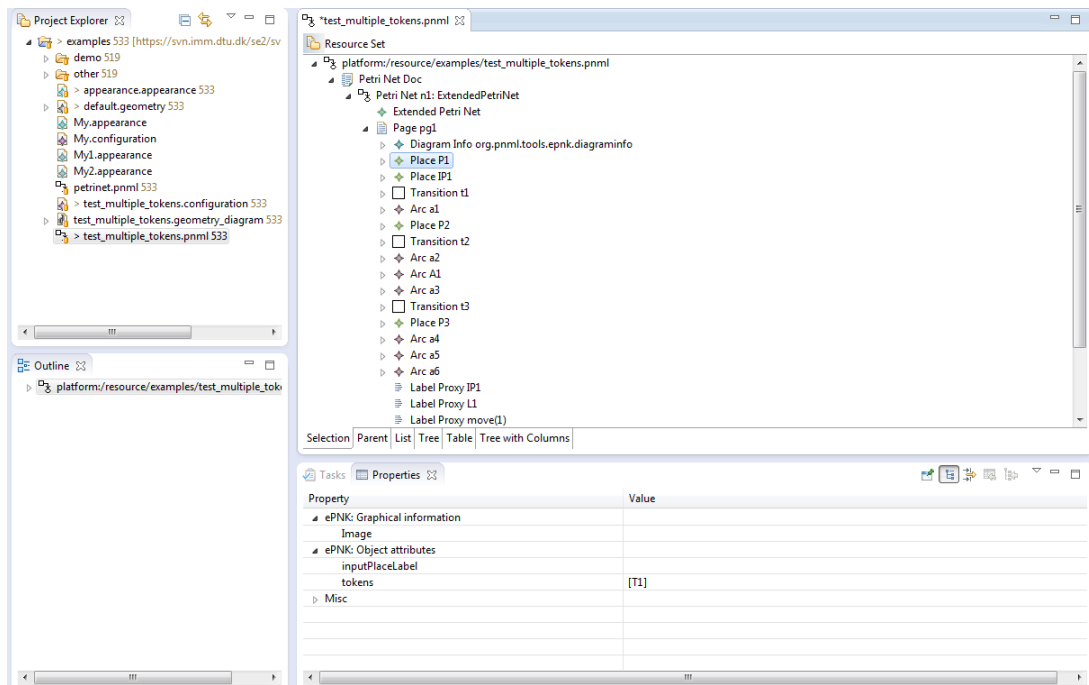 Project Explorer
> examples 533 [https://svn.imm.dtu.dk/se2/sv
demo 519
other 519
> appearance.appearance 533
> default.geometry 533
My.appearance
My.configuration
My1.appearance
My2.appearance
petrinet.pnml 533
> test_multiple_tokens.configuration 533
test_multiple_tokens.geometry_diagram 533
> test_multiple_tokens.pnml 533
Outline
platform:/resource/examples/test_multiple_toke
*test_multiple_tokens.pnml
Resource Set
platform:/resource/examples/test_multiple_tokens.pnml
Petri Net Doc
Petri Net n1: ExtendedPetriNet
Extended Petri Net
Page pg1
Diagram Info org.pnml.tools.epnk.diagraminfo
Place P1
Place IP1
Transition t1
Arc a1
Place P2
Transition t2
Arc a2
Arc A1
Arc a3
Transition t3
Place P3
Arc a4
Arc a5
Arc a6
Label Proxy IP1
Label Proxy L1
Label Proxy move(1)
Selection Parent List Tree Table Tree with Columns
Tasks Properties
Property Value
ePNK: Graphical information
Image
ePNK: Object attributes
inputPlaceLabel
tokens [T1]
Misc